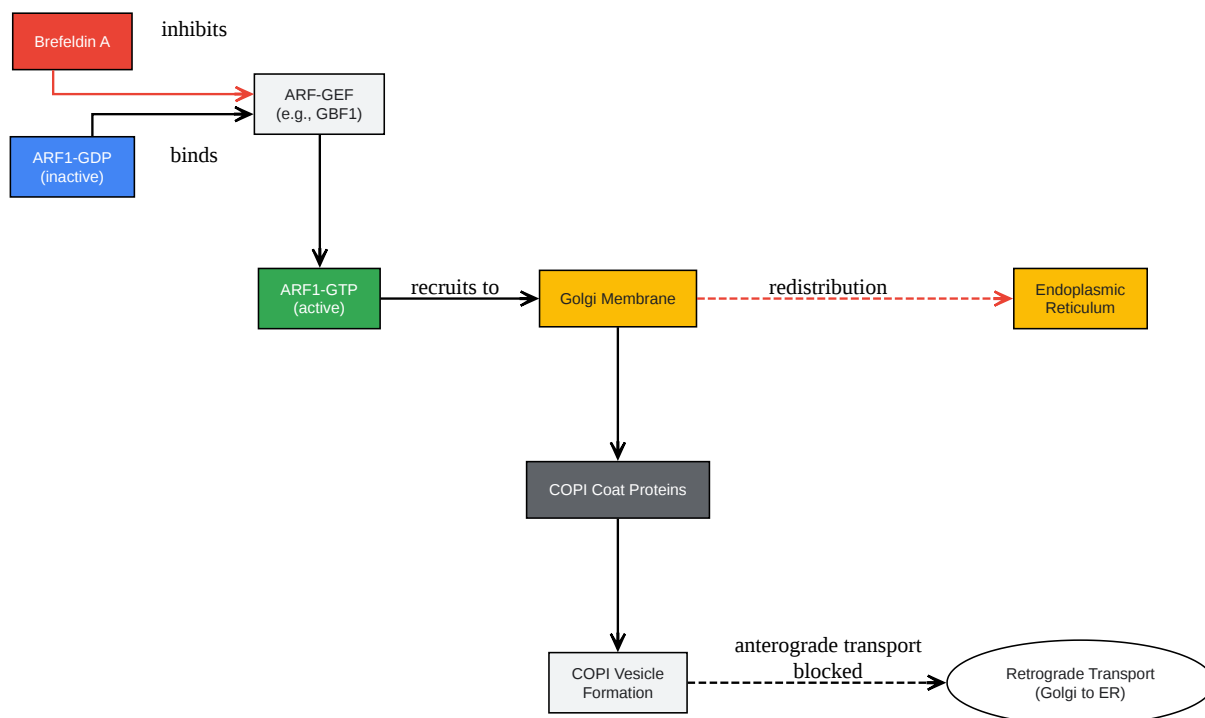 Brefeldin A
inhibits
ARF-GEF
(e.g., GBF1)
ARF1-GDP
(inactive)
binds
ARF1-GTP
(active)
recruits to
Golgi Membrane
redistribution
Endoplasmic
Reticulum
COPI Coat Proteins
COPI Vesicle
Formation
anterograde transport
blocked
Retrograde Transport
(Golgi to ER)